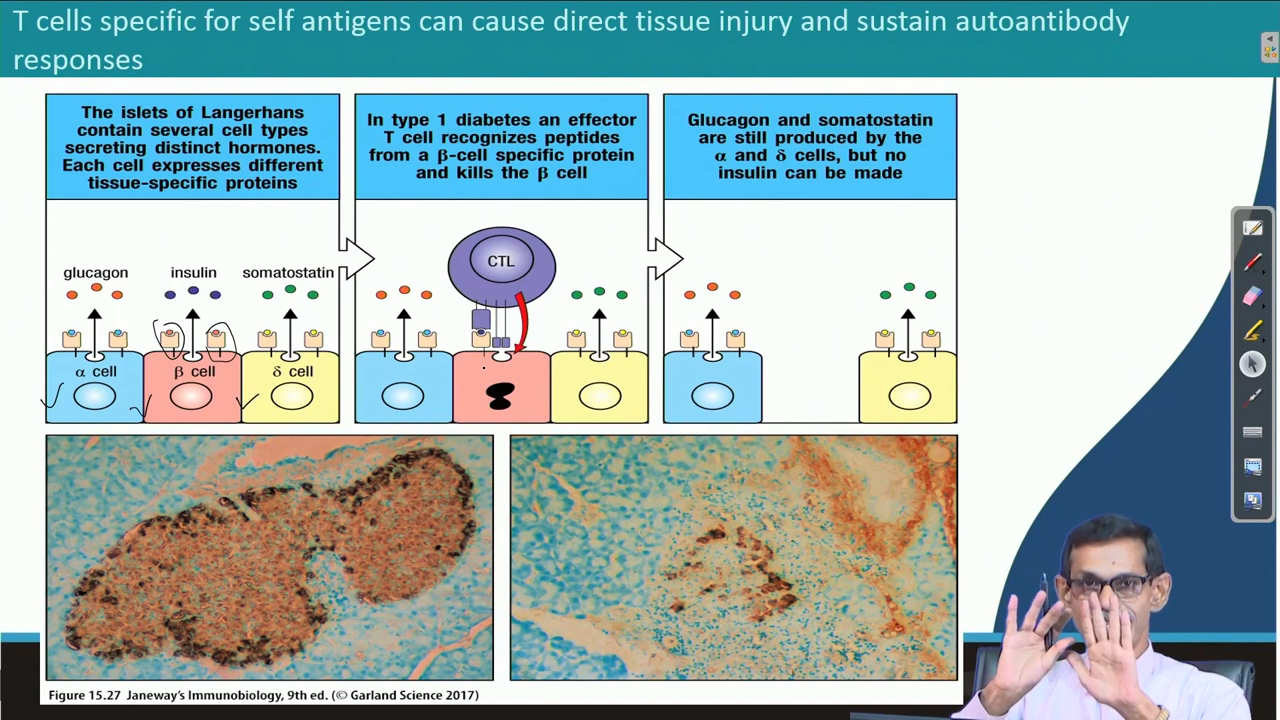 T cells specific for self antigens can cause direct tissue injury and sustain autoantibody
responses
The islets of Langerhans
contain several cell types
secreting distinct hormones.
Each cell expresses different
tissue-specific proteins
In type 1 diabetes an effector
T cell recognizes peptides
from a β-cell specific protein
and kills the β cell
Glucagon and somatostatin
are still produced by the
α and δ cells, but no
insulin can be made
glucagon
insulin
somatostatin
CTL
α cell
β cell
δ cell
Figure 15.27 Janeway's Immunobiology, 9th ed. (© Garland Science 2017)